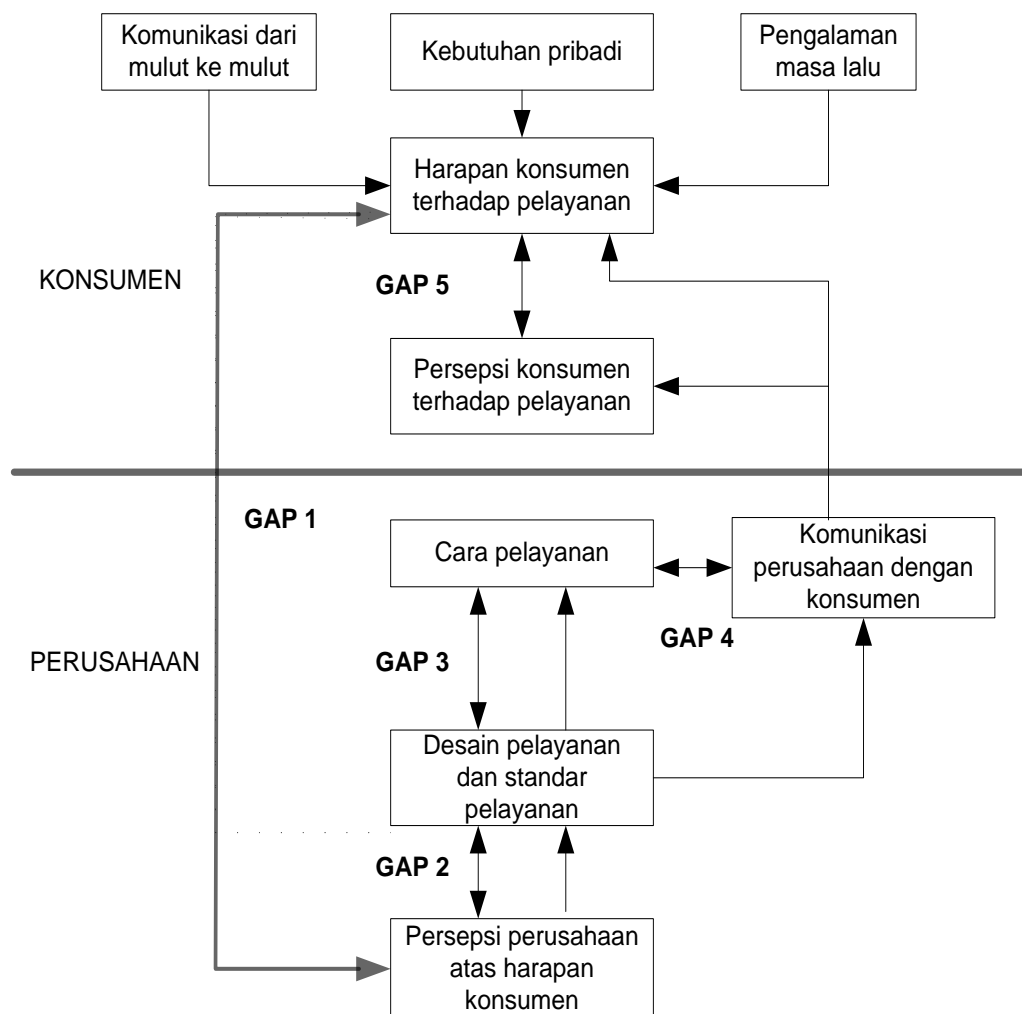 Komunikasi dari
mulut ke mulut
Kebutuhan pribadi
Pengalaman
masa lalu
Harapan konsumen
terhadap pelayanan
KONSUMEN
GAP 5
Persepsi konsumen
terhadap pelayanan
GAP 1
Cara pelayanan
Komunikasi
perusahaan dengan
konsumen
GAP 4
PERUSAHAAN
GAP 3
Desain pelayanan
dan standar
pelayanan
GAP 2
Persepsi perusahaan
atas harapan
konsumen